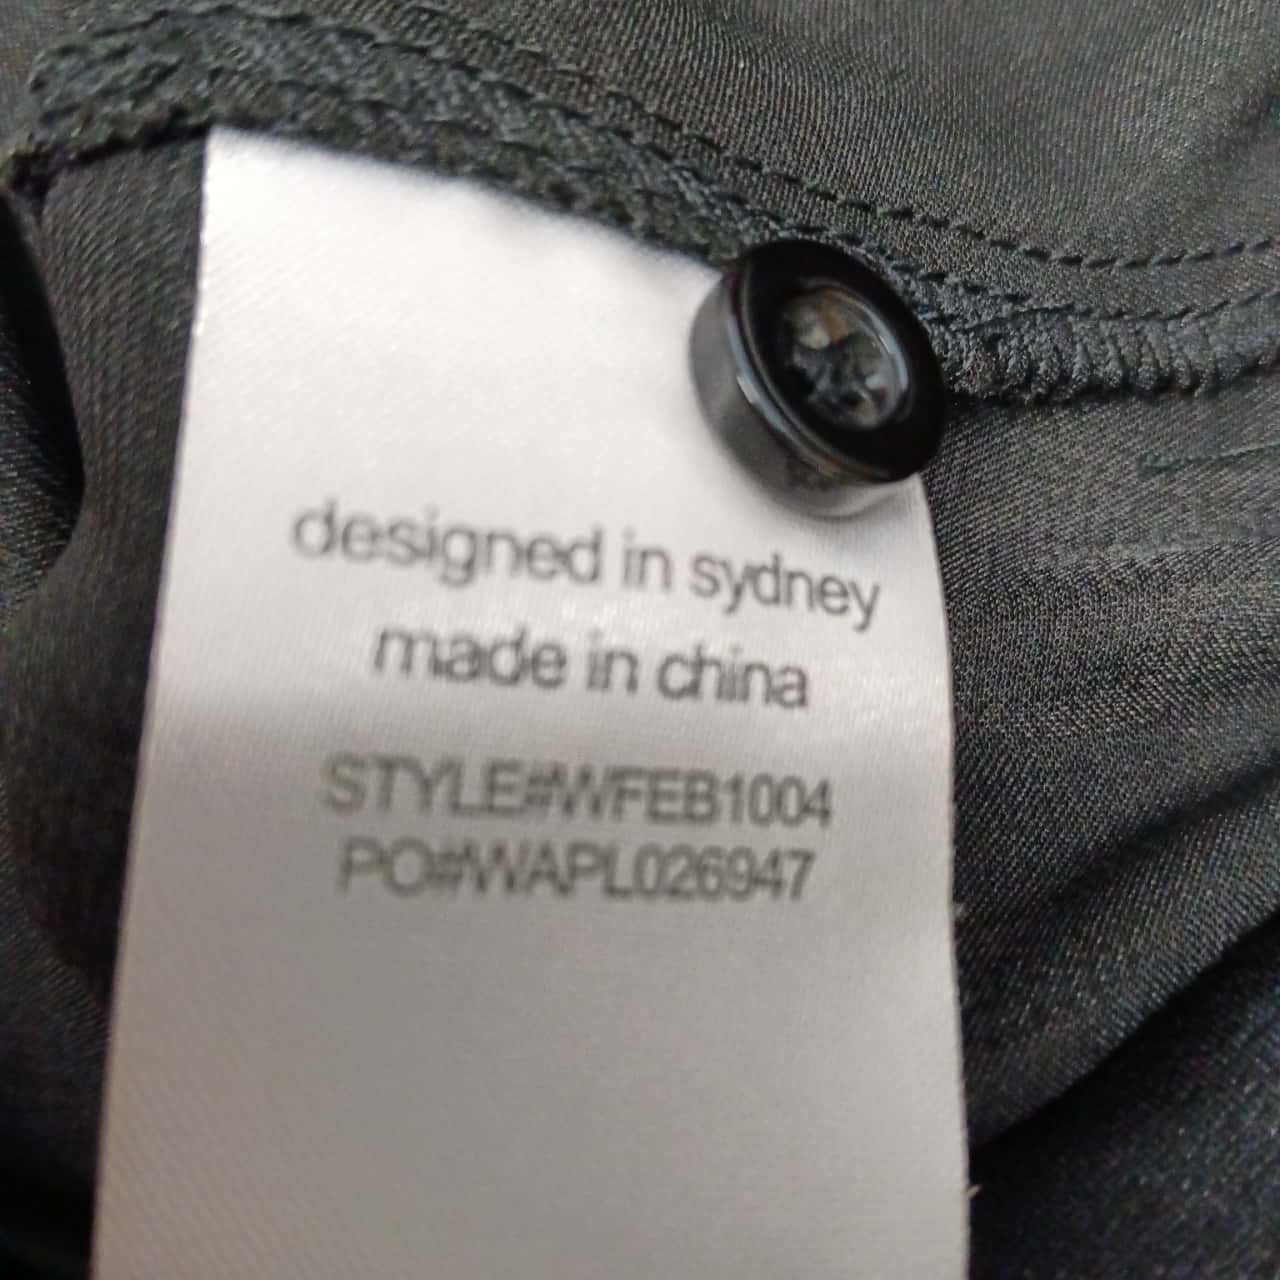 designed in sydney
made in china
STYLE#WFEB1004
PO#WAPL026947